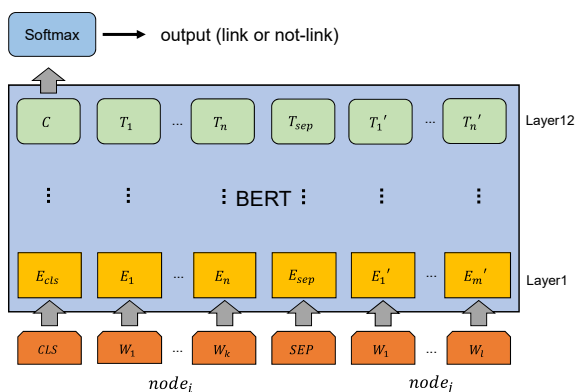 Softmax
output (link or not-link)
C T₁ ... Tₙ Tₛₑₚ T₁′ ... Tₙ′ Layer12
BERT
E_cls E₁ ... Eₙ Eₛₑₚ E₁′ ... Eₘ′ Layer1
CLS W₁ ... Wₖ SEP W₁ ... Wₗ
nodeᵢ nodeⱼ